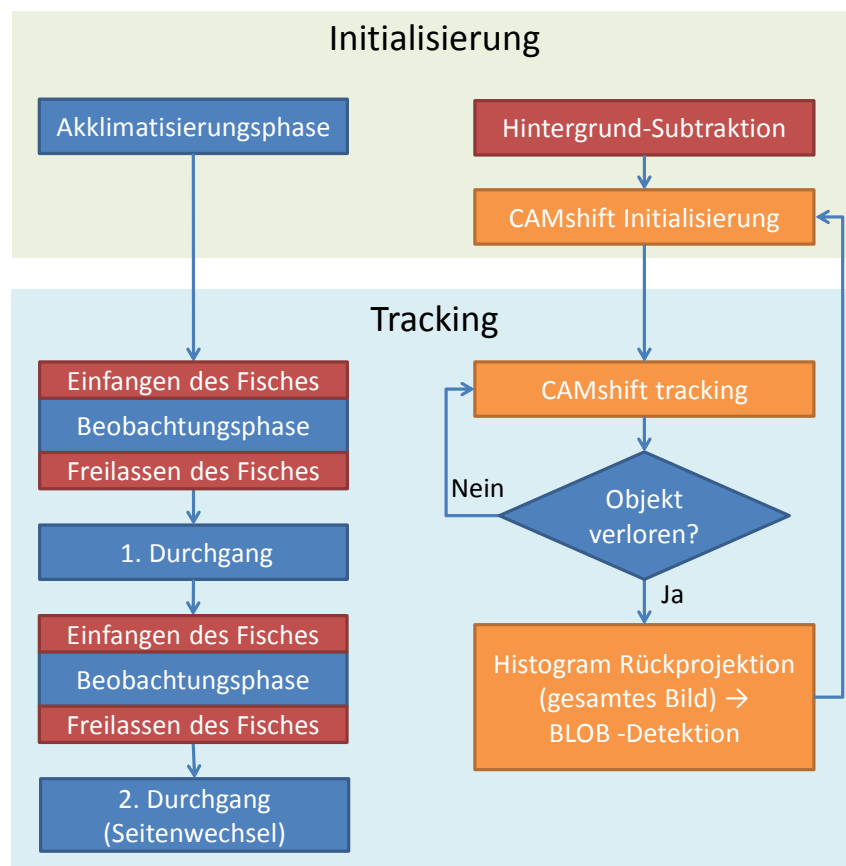 Initialisierung
Akklimatisierungsphase
Hintergrund-Subtraktion
CAMshift Initialisierung
Tracking
Einfangen des Fisches
Beobachtungsphase
Freilassen des Fisches
1. Durchgang
Einfangen des Fisches
Beobachtungsphase
Freilassen des Fisches
2. Durchgang
(Seitenwechsel)
CAMshift tracking
Nein
Objekt
verloren?
Ja
Histogram Rückprojektion
(gesamtes Bild) →
BLOB -Detektion